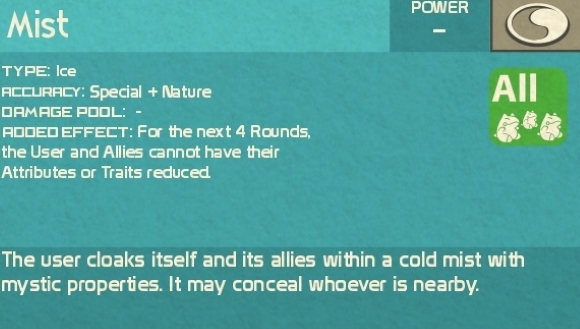 Mist
POWER
–
TYPE: Ice
ACCURACY: Special + Nature
DAMAGE POOL: -
ADDED EFFECT: For the next 4 Rounds,
the User and Allies cannot have their
Attributes or Traits reduced.
All
The user cloaks itself and its allies within a cold mist with
mystic properties. It may conceal whoever is nearby.